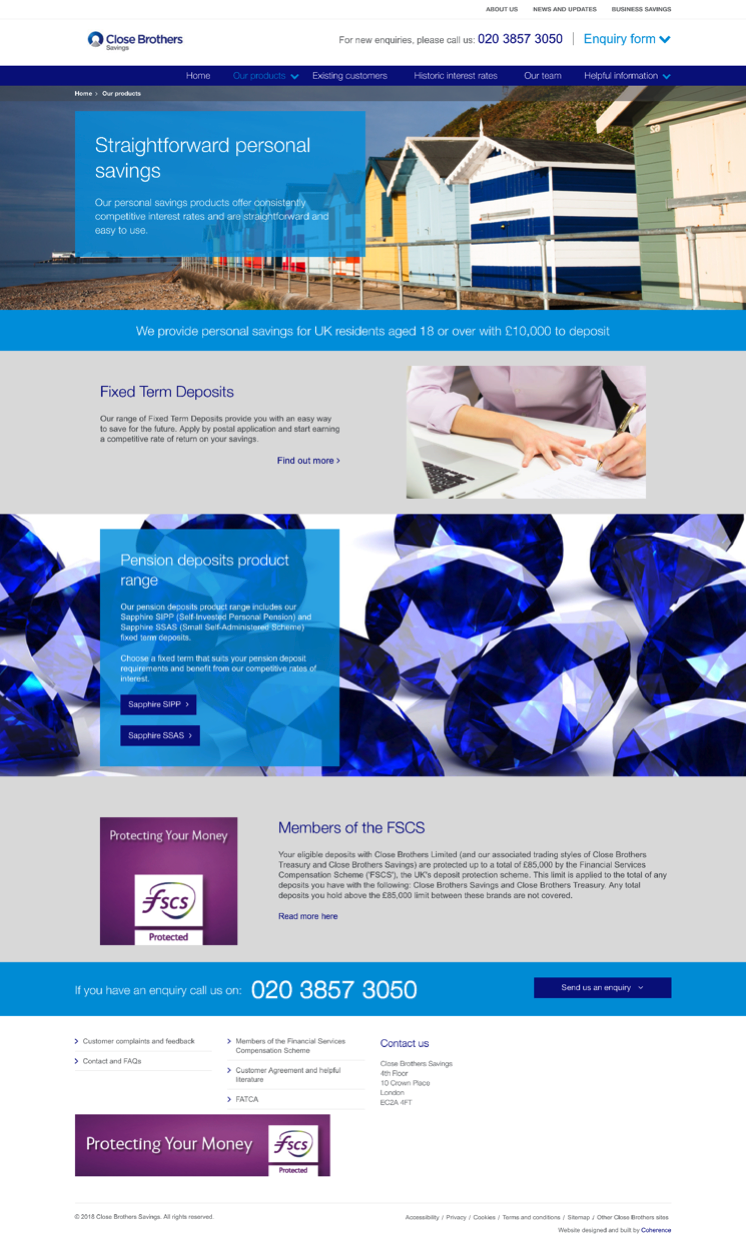 ABOUT US NEWS AND UPDATES BUSINESS SAVINGS
Close Brothers
Savings
For new enquiries, please call us: 020 3857 3050 | Enquiry form
Home Our products Existing customers Historic interest rates Our team Helpful information
Home > Our products
Straightforward personal
savings
Our personal savings products offer consistently
competitive interest rates and are straightforward and
easy to use.
We provide personal savings for UK residents aged 18 or over with £10,000 to deposit
Fixed Term Deposits
Our range of Fixed Term Deposits provide you with an easy way
to save for the future. Apply by postal application and start earning
a competitive rate of return on your savings.
Find out more >
Pension deposits product
range
Our pension deposits product range includes our
Sapphire SIPP (Self-Invested Personal Pension) and
Sapphire SSAS (Small Self-Administered Scheme)
fixed term deposits.
Choose a fixed term that suits your pension deposit
requirements and benefit from our competitive rates of
interest.
Sapphire SIPP >
Sapphire SSAS >
Protecting Your Money
fscs
Protected
Members of the FSCS
Your eligible deposits with Close Brothers Limited (and our associated trading styles of Close Brothers
Treasury and Close Brothers Savings) are protected up to a total of £85,000 by the Financial Services
Compensation Scheme ('FSCS'), the UK's deposit protection scheme. This limit is applied to the total of any
deposits you have with the following: Close Brothers Savings and Close Brothers Treasury. Any total
deposits you hold above the £85,000 limit between these brands are not covered.
Read more here
If you have an enquiry call us on: 020 3857 3050
Send us an enquiry
> Customer complaints and feedback
> Contact and FAQs
> Members of the Financial Services
Compensation Scheme
> Customer Agreement and helpful
literature
> FATCA
Contact us
Close Brothers Savings
4th Floor
10 Crown Place
London
EC2A 4FT
Protecting Your Money
fscs
Protected
© 2018 Close Brothers Savings. All rights reserved.
Accessibility / Privacy / Cookies / Terms and conditions / Sitemap / Other Close Brothers sites
Website designed and built by Coherence